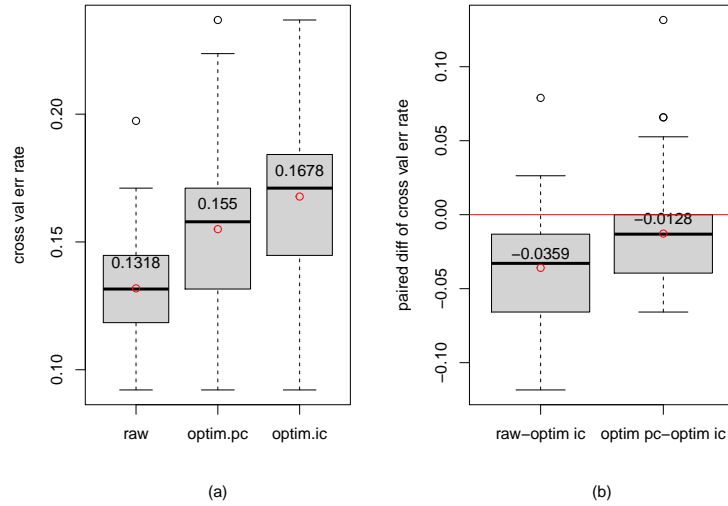 cross val err rate
0.20
0.15
0.10
0.1318
0.155
0.1678
raw
optim.pc
optim.ic
(a)
paired diff of cross val err rate
0.10
0.05
0.00
−0.05
−0.10
−0.0359
−0.0128
raw−optim ic
optim pc−optim ic
(b)